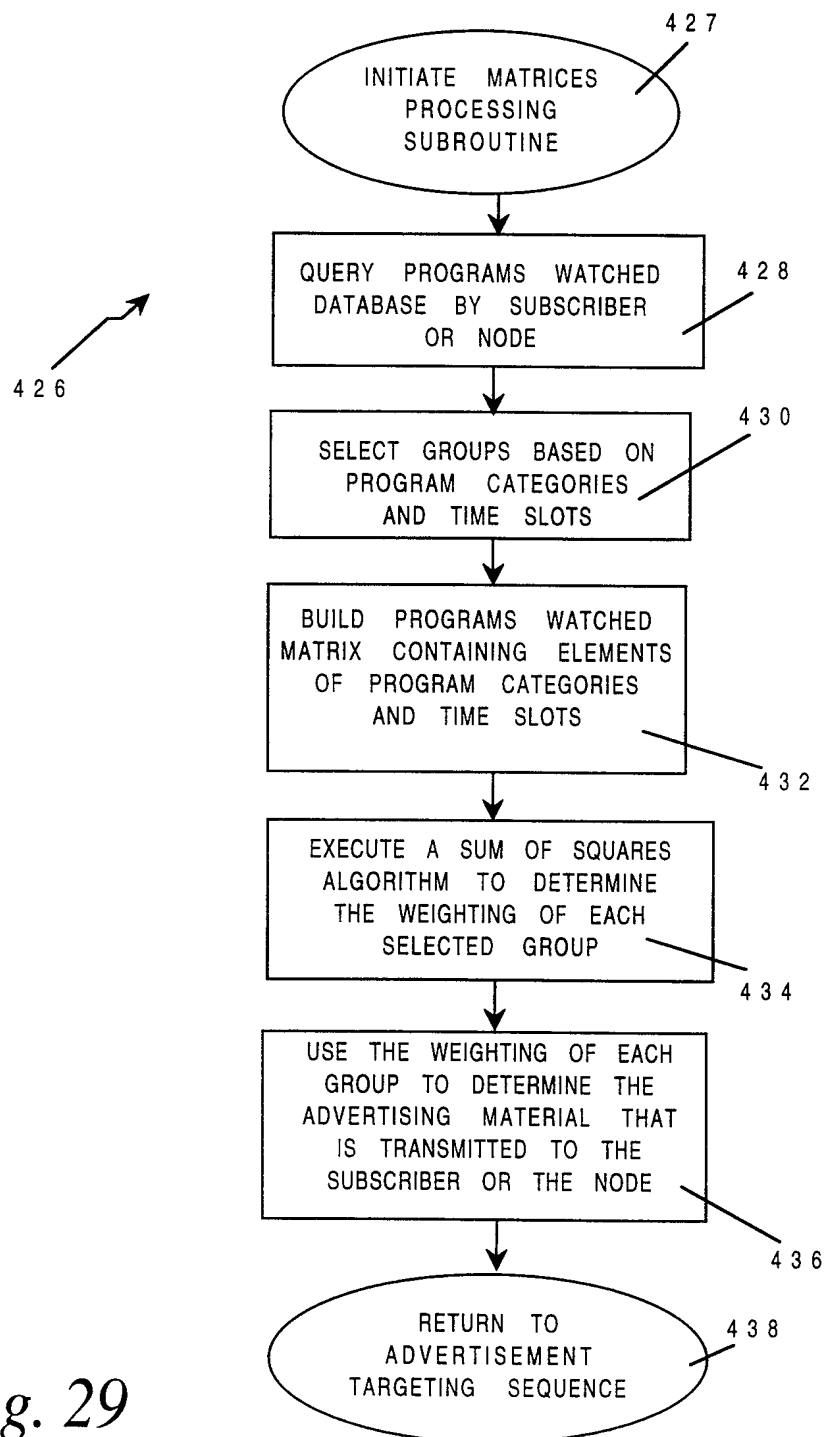 427
INITIATE MATRICES
PROCESSING
SUBROUTINE
QUERY PROGRAMS WATCHED
DATABASE BY SUBSCRIBER
OR NODE
428
426
SELECT GROUPS BASED ON
PROGRAM CATEGORIES
AND TIME SLOTS
430
BUILD PROGRAMS WATCHED
MATRIX CONTAINING ELEMENTS
OF PROGRAM CATEGORIES
AND TIME SLOTS
432
EXECUTE A SUM OF SQUARES
ALGORITHM TO DETERMINE
THE WEIGHTING OF EACH
SELECTED GROUP
434
USE THE WEIGHTING OF EACH
GROUP TO DETERMINE THE
ADVERTISING MATERIAL THAT
IS TRANSMITTED TO THE
SUBSCRIBER OR THE NODE
436
RETURN TO
ADVERTISEMENT
TARGETING SEQUENCE
438
g. 29